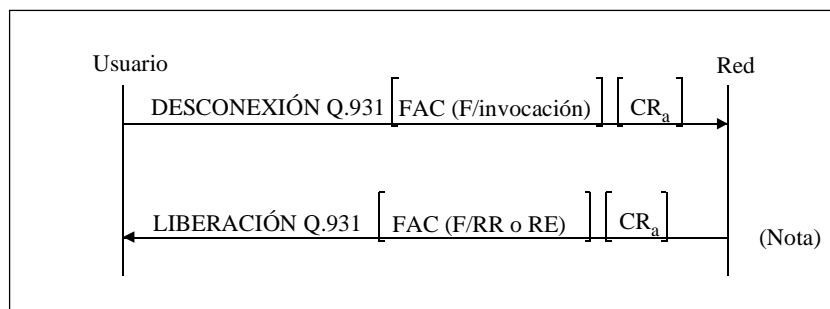 Usuario
Red
DESCONEXIÓN Q.931 [FAC (F/invocación)] [CRa]
LIBERACIÓN Q.931 [FAC (F/RR o RE)] [CRa]
(Nota)